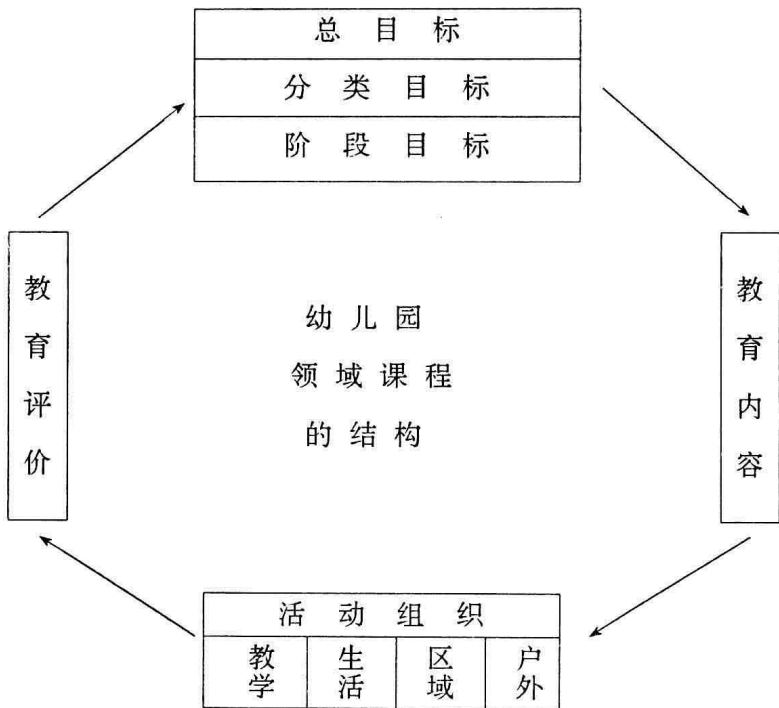 总目标
分类目标
阶段目标
教育评价
幼儿园
领域课程
的结构
教育内容
活动组织
教学
生活
区域
户外